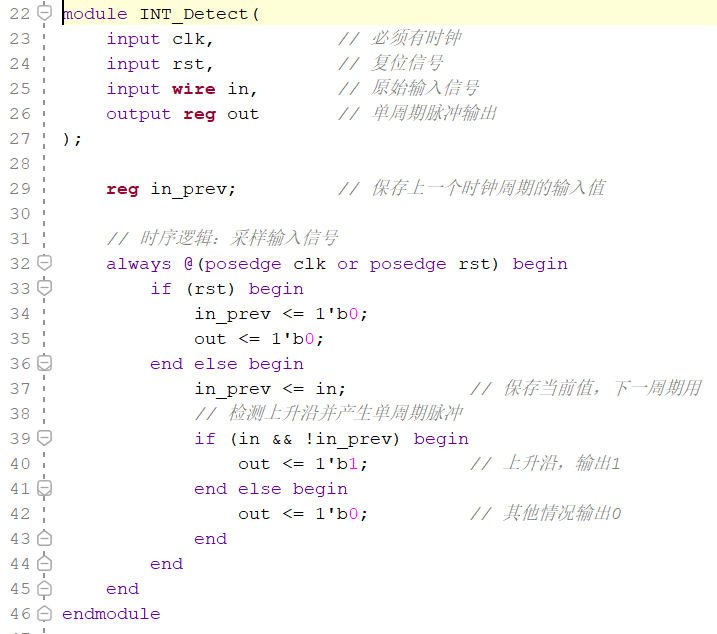 22 module INT_Detect(
23     input clk,            // 必须有时钟
24     input rst,            // 复位信号
25     input wire in,        // 原始输入信号
26     output reg out        // 单周期脉冲输出
27 );
28
29     reg in_prev;          // 保存上一个时钟周期的输入值
30
31     // 时序逻辑：采样输入信号
32     always @(posedge clk or posedge rst) begin
33         if (rst) begin
34             in_prev <= 1'b0;
35             out <= 1'b0;
36         end else begin
37             in_prev <= in;            // 保存当前值，下一周期用
38             // 检测上升沿并产生单周期脉冲
39             if (in && !in_prev) begin
40                 out <= 1'b1;          // 上升沿，输出1
41             end else begin
42                 out <= 1'b0;          // 其他情况输出0
43             end
44         end
45     end
46 endmodule